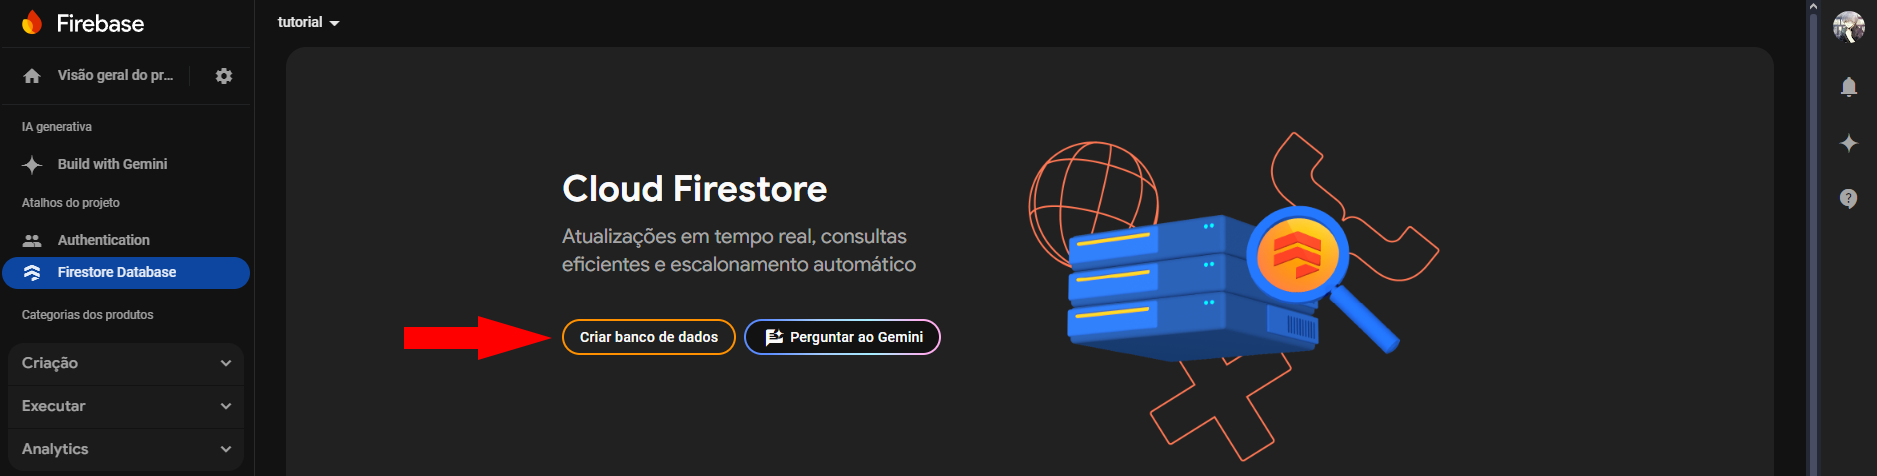 Firebase
tutorial
Visão geral do pr...
IA generativa
Build with Gemini
Atalhos do projeto
Authentication
Firestore Database
Categorias dos produtos
Criação
Executar
Analytics
Cloud Firestore
Atualizações em tempo real, consultas
eficientes e escalonamento automático
Criar banco de dados
Perguntar ao Gemini